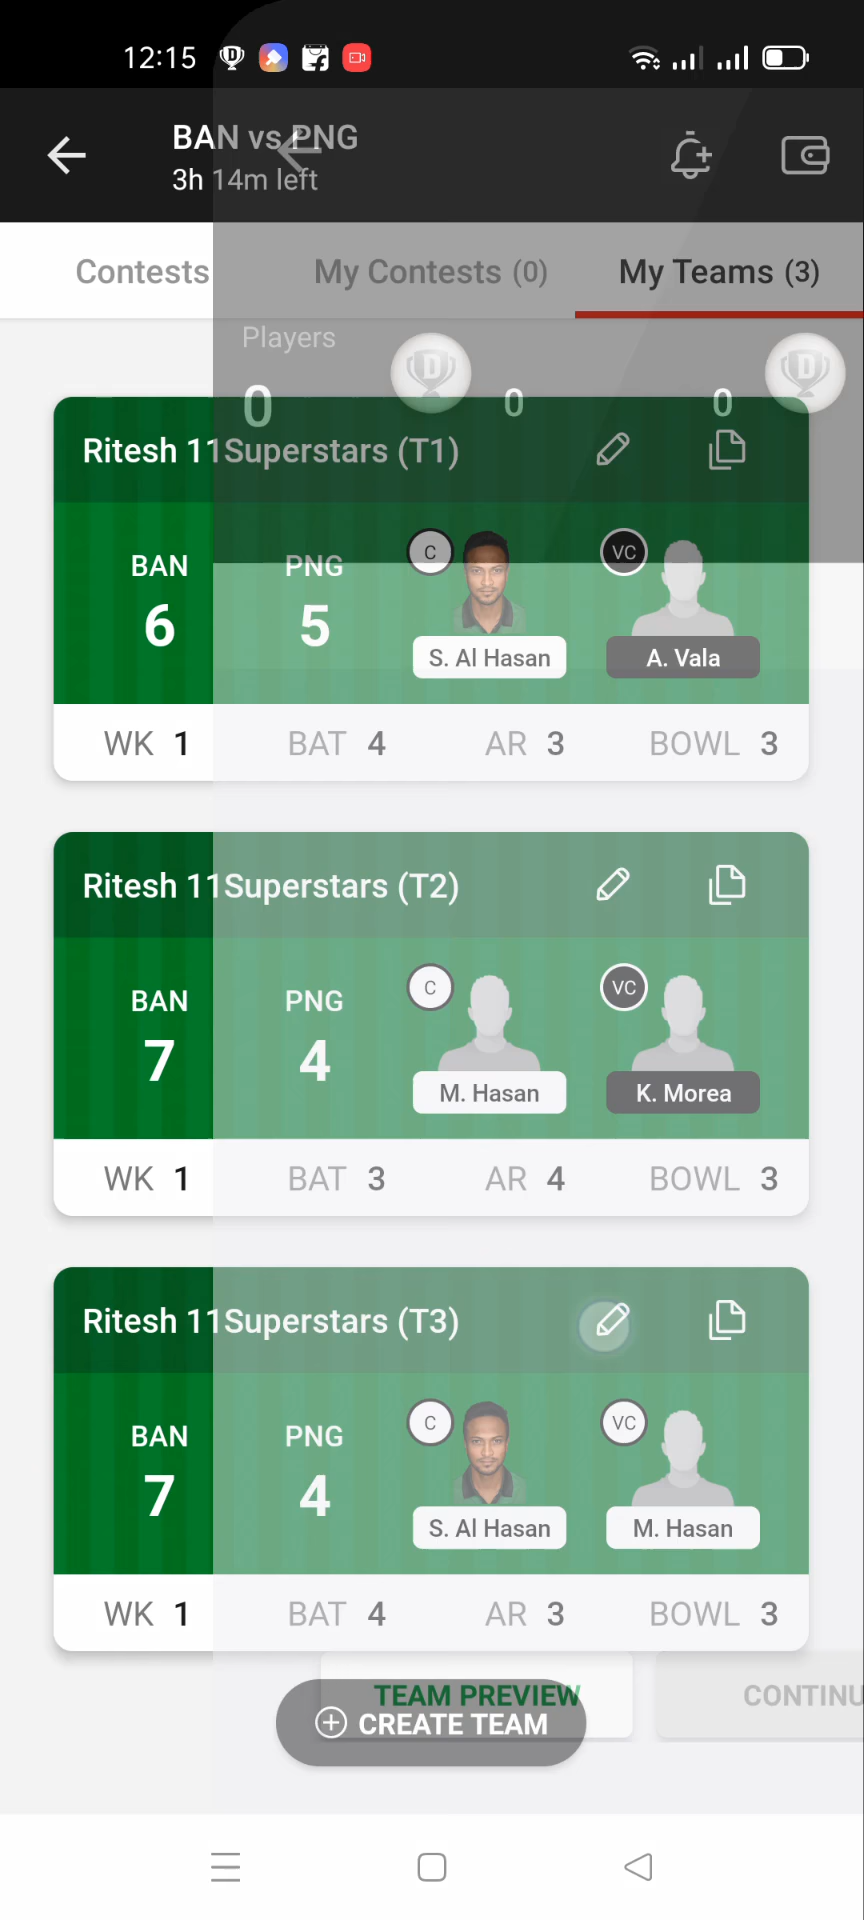 12:15
BAN vs PNG
3h 14m left
Contests
My Contests (0)
My Teams (3)
Players
0
D
0
0
D
Ritesh 11Superstars (T1)
BAN
PNG
C
VC
6
5
S. Al Hasan
A. Vala
WK 1
BAT 4
AR 3
BOWL 3
Ritesh 11Superstars (T2)
BAN
PNG
C
VC
7
4
M. Hasan
K. Morea
WK 1
BAT 3
AR 4
BOWL 3
Ritesh 11Superstars (T3)
BAN
PNG
C
VC
7
4
S. Al Hasan
M. Hasan
WK 1
BAT 4
AR 3
BOWL 3
TEAM PREVIEW
CONTINU
CREATE TEAM